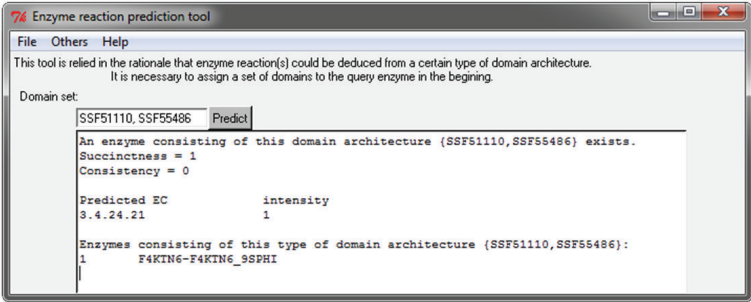 Enzyme reaction prediction tool
File Others Help
This tool is relied in the rationale that enzyme reaction(s) could be deduced from a certain type of domain architecture.
It is necessary to assign a set of domains to the query enzyme in the begining.
Domain set:
SSF51110, SSF55486 Predict
An enzyme consisting of this domain architecture {SSF51110,SSF55486} exists.
Succinctness = 1
Consistency = 0
Predicted EC intensity
3.4.24.21 1
Enzymes consisting of this type of domain architecture {SSF51110,SSF55486}:
1 F4KTN6-F4KTN6_9SPHI